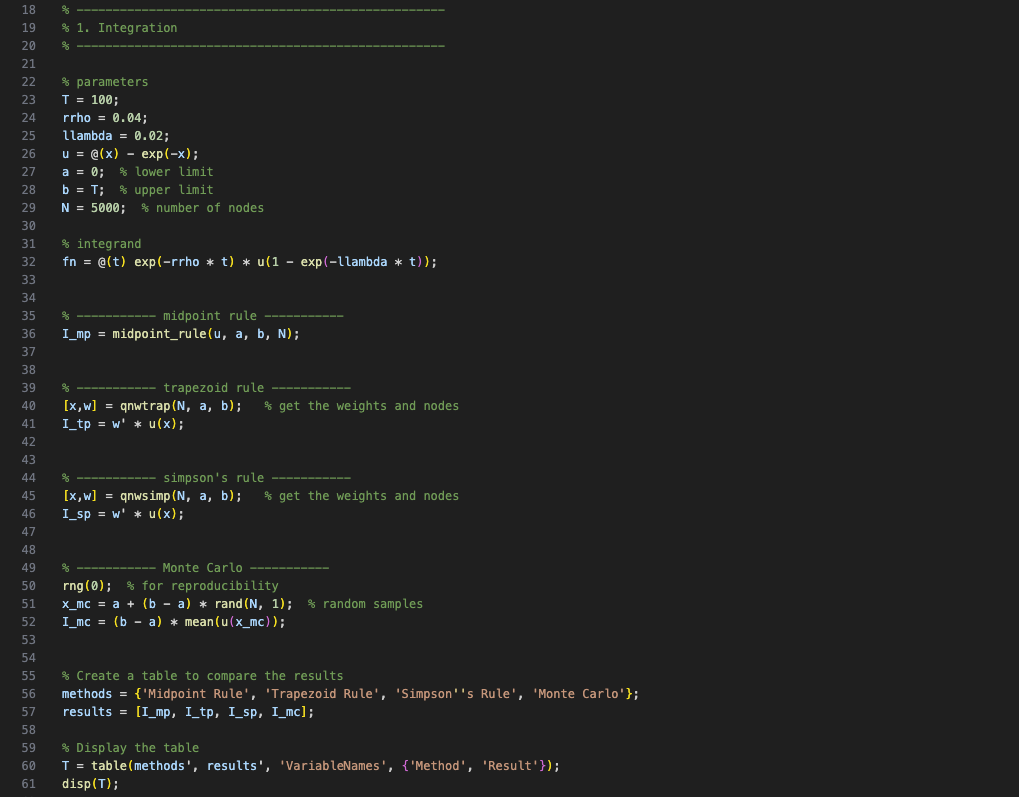 18 % ---------------------------------------------------
19 % 1. Integration
20 % ---------------------------------------------------
21
22 % parameters
23 T = 100;
24 rrho = 0.04;
25 llambda = 0.02;
26 u = @(x) - exp(-x);
27 a = 0;  % lower limit
28 b = T;  % upper limit
29 N = 5000;  % number of nodes
30
31 % integrand
32 fn = @(t) exp(-rrho * t) * u(1 - exp(-llambda * t));
33
34
35 % ----------- midpoint rule -----------
36 I_mp = midpoint_rule(u, a, b, N);
37
38
39 % ----------- trapezoid rule -----------
40 [x,w] = qnwtrap(N, a, b);   % get the weights and nodes
41 I_tp = w' * u(x);
42
43
44 % ----------- simpson's rule -----------
45 [x,w] = qnwsimp(N, a, b);   % get the weights and nodes
46 I_sp = w' * u(x);
47
48
49 % ----------- Monte Carlo -----------
50 rng(0);  % for reproducibility
51 x_mc = a + (b - a) * rand(N, 1);  % random samples
52 I_mc = (b - a) * mean(u(x_mc));
53
54
55 % Create a table to compare the results
56 methods = {'Midpoint Rule', 'Trapezoid Rule', 'Simpson''s Rule', 'Monte Carlo'};
57 results = [I_mp, I_tp, I_sp, I_mc];
58
59 % Display the table
60 T = table(methods', results', 'VariableNames', {'Method', 'Result'});
61 disp(T);